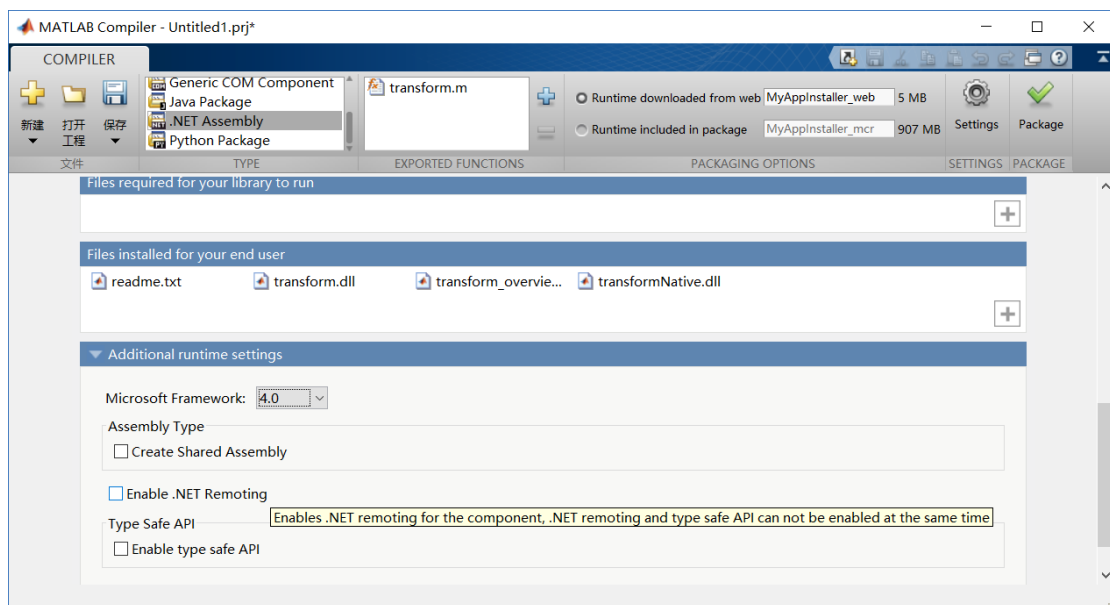 MATLAB Compiler - Untitled1.prj*
COMPILER
新建
打开
工程
保存
文件
Generic COM Component
Java Package
.NET Assembly
Python Package
TYPE
transform.m
EXPORTED FUNCTIONS
Runtime downloaded from web MyAppInstaller_web 5 MB
Runtime included in package MyAppInstaller_mcr 907 MB
PACKAGING OPTIONS
Settings
SETTINGS
Package
PACKAGE
Files required for your library to run
Files installed for your end user
readme.txt transform.dll transform_overvie... transformNative.dll
Additional runtime settings
Microsoft Framework: 4.0
Assembly Type
Create Shared Assembly
Enable .NET Remoting
Enables .NET remoting for the component, .NET remoting and type safe API can not be enabled at the same time
Type Safe API
Enable type safe API